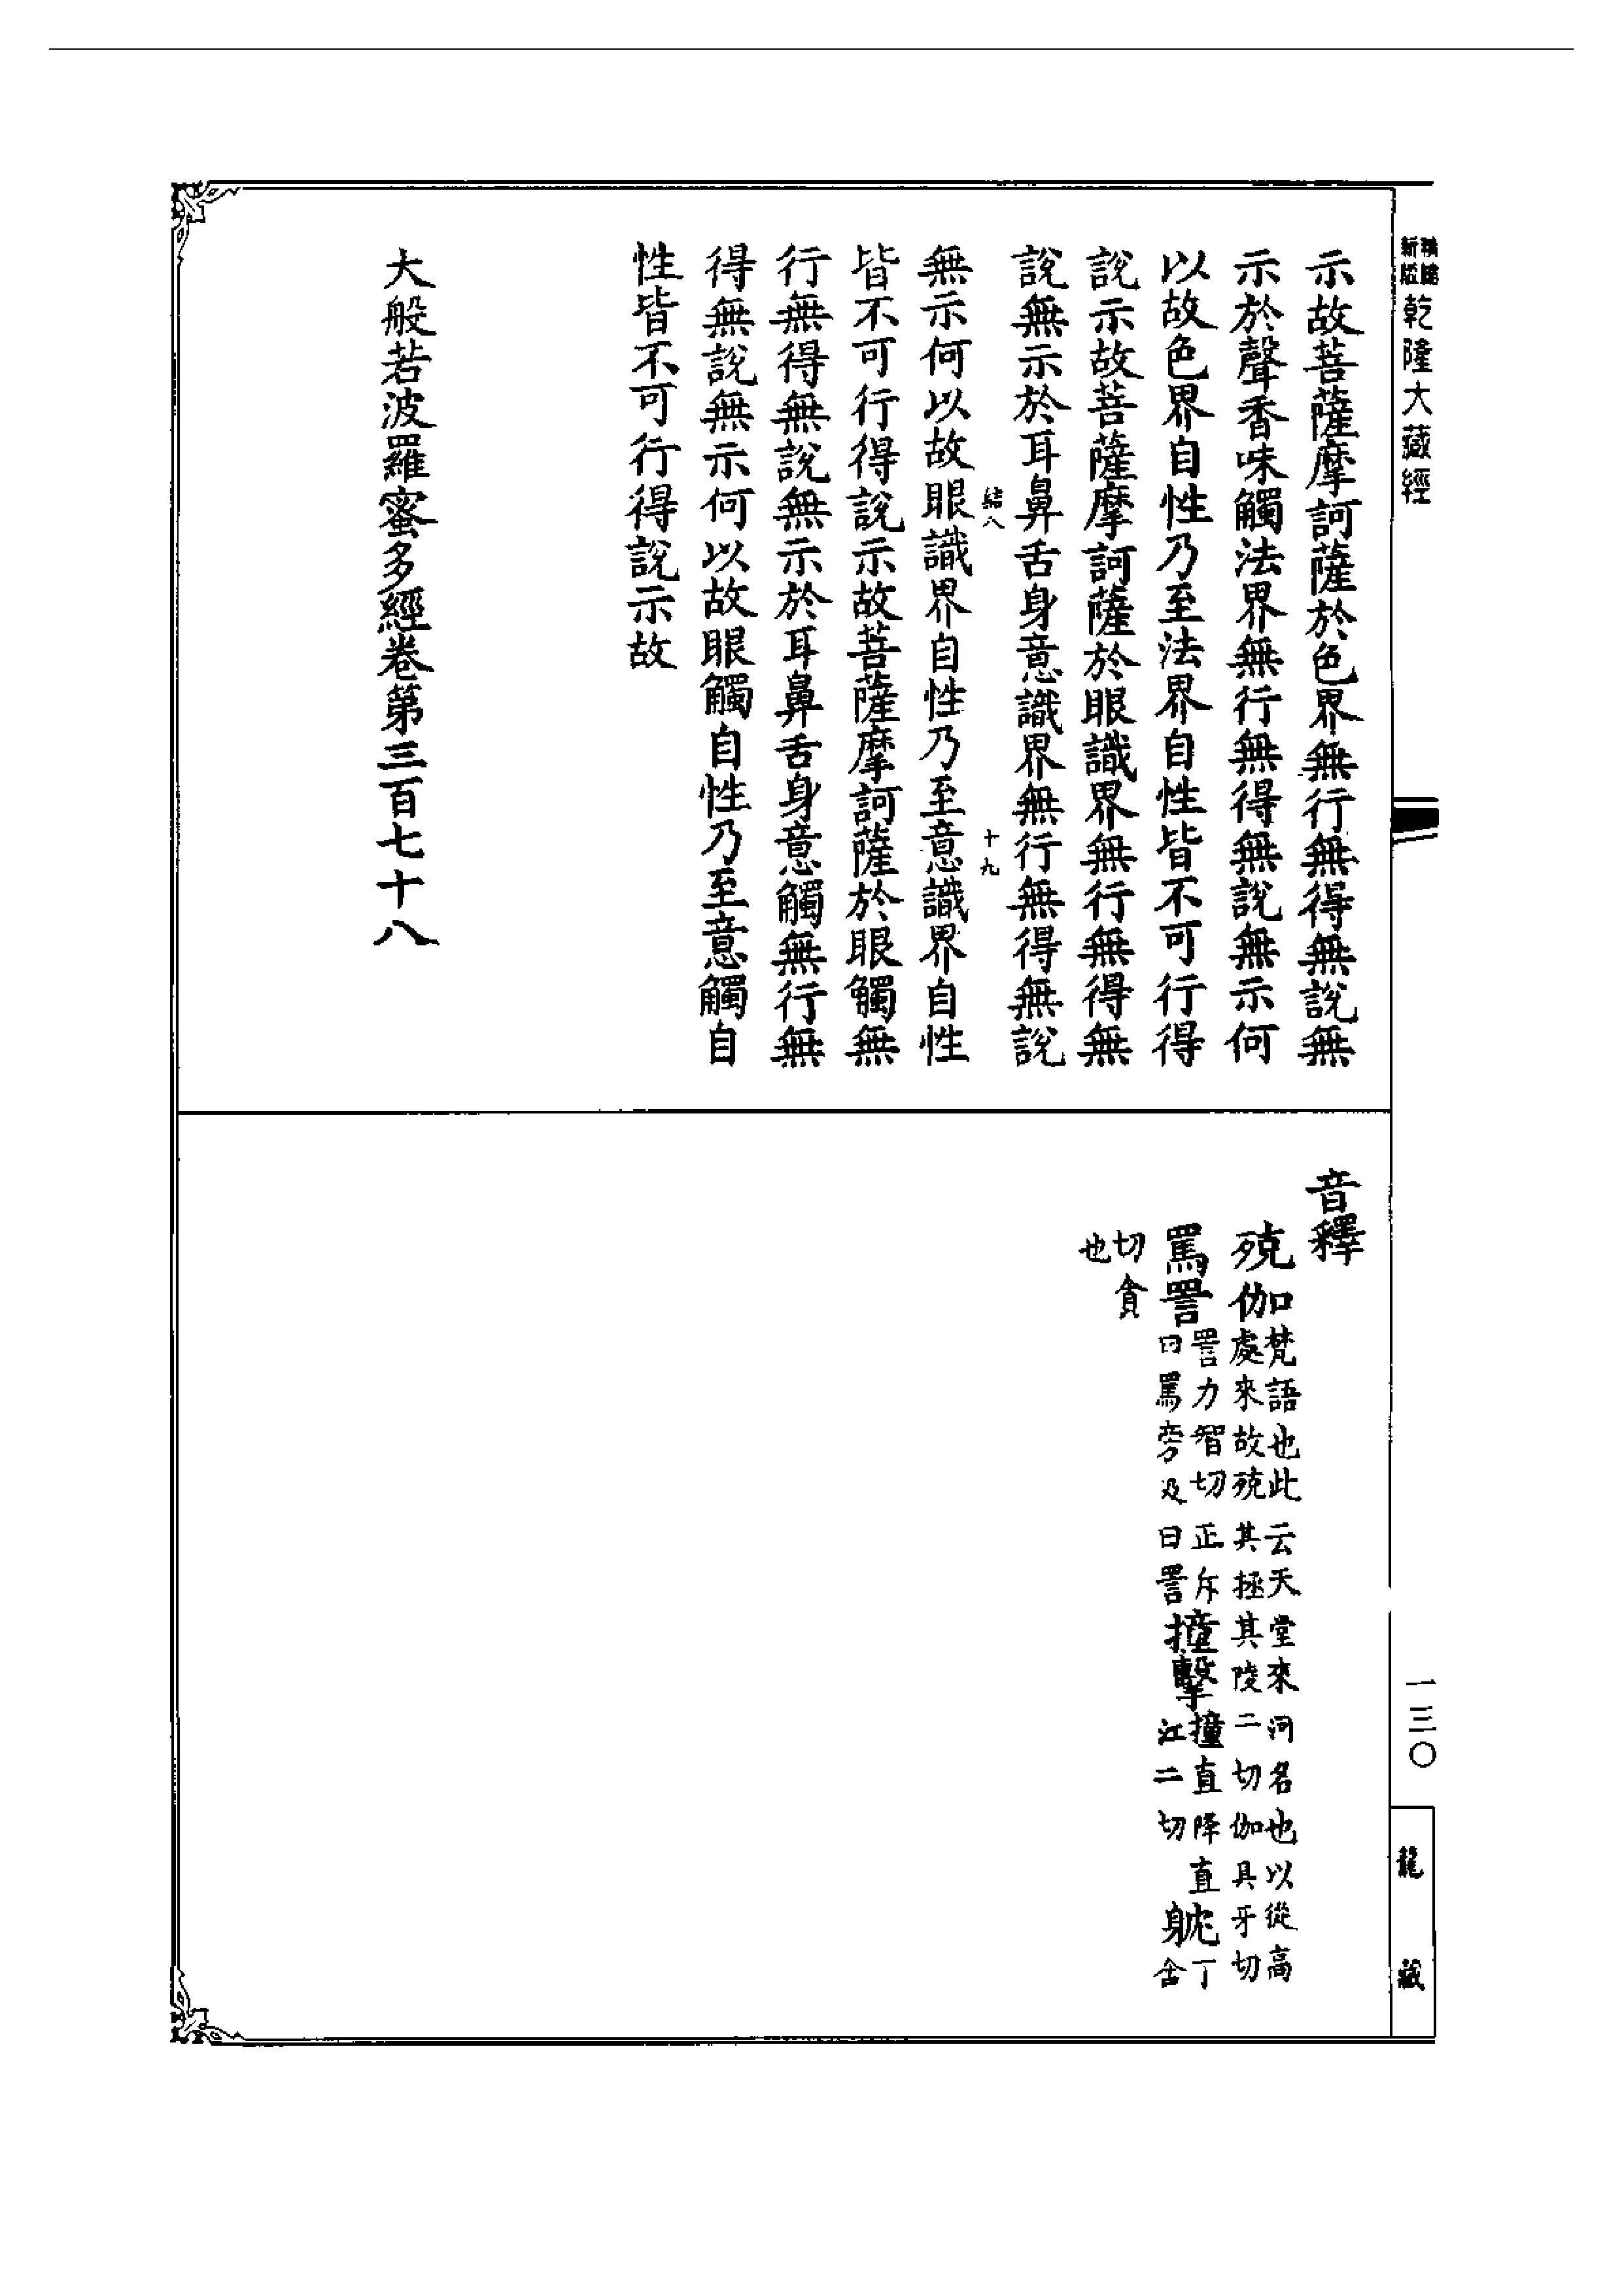 新版
乾隆大藏經
示故菩薩摩訶薩於色界無行無得無說無
示於聲香味觸法界無行無得無說無示何
以故色界自性乃至法界自性皆不可行得
說示故菩薩摩訶薩於眼識界無行無得無
說無示於耳鼻舌身意識界無行無得無說
結八 十九
無示何以故眼識界自性乃至意識界自性
皆不可行得說示故菩薩摩訶薩於眼觸無
行無得無說無示於耳鼻舌身意觸無行無
得無說無示何以故眼觸自性乃至意觸自
性皆不可行得說示故
大般若波羅蜜多經卷第三百七十八
音釋
殑伽梵語也此云天堂來河名也以從高
處來故殑其拯其陵二切伽具牙切
罵詈詈力智切正斥曰罵旁及曰詈撞擊撞直降直江二切躭丁含
切貪也
一三〇
龍藏